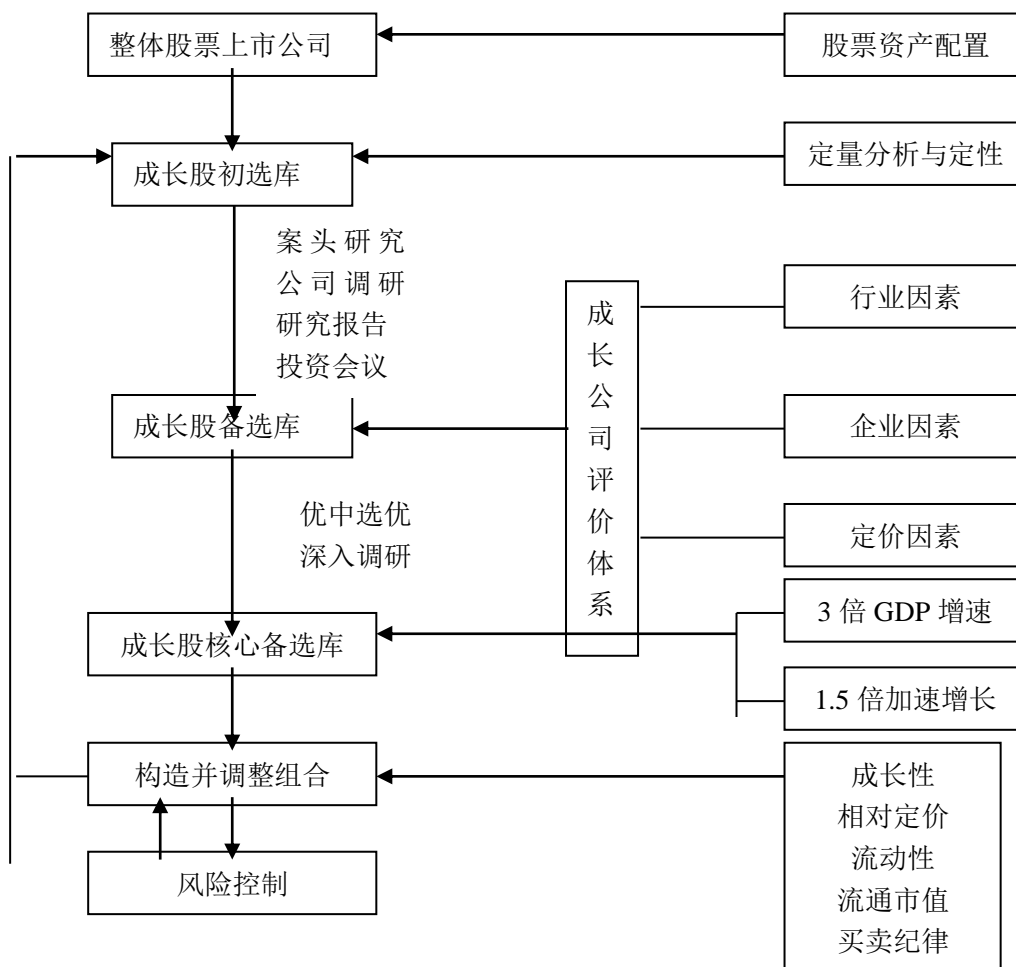 整体股票上市公司
股票资产配置
成长股初选库
定量分析与定性
案头研究
公司调研
研究报告
投资会议
成长公司评价体系
行业因素
成长股备选库
企业因素
优中选优
深入调研
定价因素
3 倍 GDP 增速
成长股核心备选库
1.5 倍加速增长
构造并调整组合
成长性
相对定价
流动性
流通市值
买卖纪律
风险控制